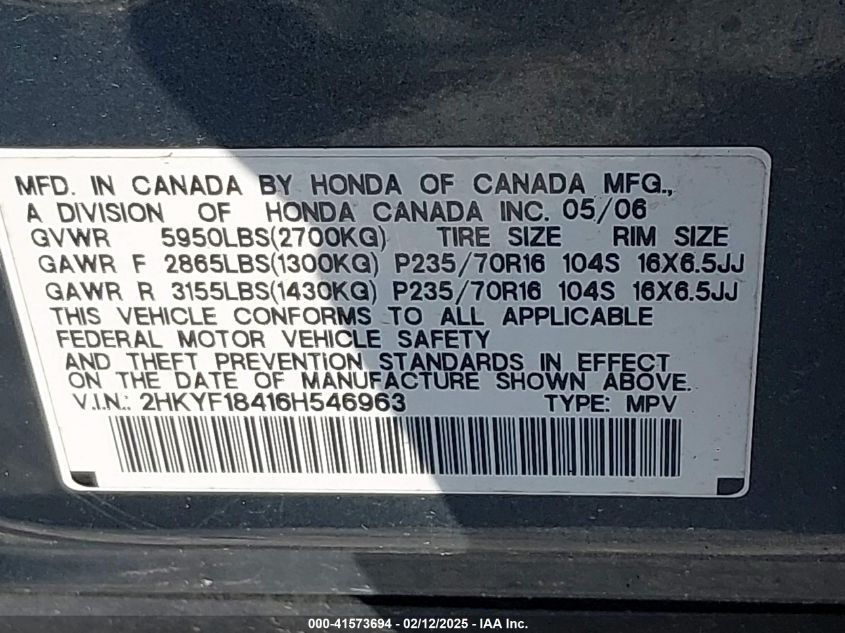 MFD. IN CANADA BY HONDA OF CANADA MFG.,
A DIVISION OF HONDA CANADA INC. 05/06
GVWR 5950LBS(2700KG) TIRE SIZE RIM SIZE
GAWR F 2865LBS(1300KG) P235/70R16 104S 16X6.5JJ
GAWR R 3155LBS(1430KG) P235/70R16 104S 16X6.5JJ
THIS VEHICLE CONFORMS TO ALL APPLICABLE
FEDERAL MOTOR VEHICLE SAFETY
AND THEFT PREVENTION STANDARDS IN EFFECT
ON THE DATE OF MANUFACTURE SHOWN ABOVE.
V.I.N.: 2HKYF18416H546963 TYPE: MPV
000-41573694 - 02/12/2025 - IAA Inc.